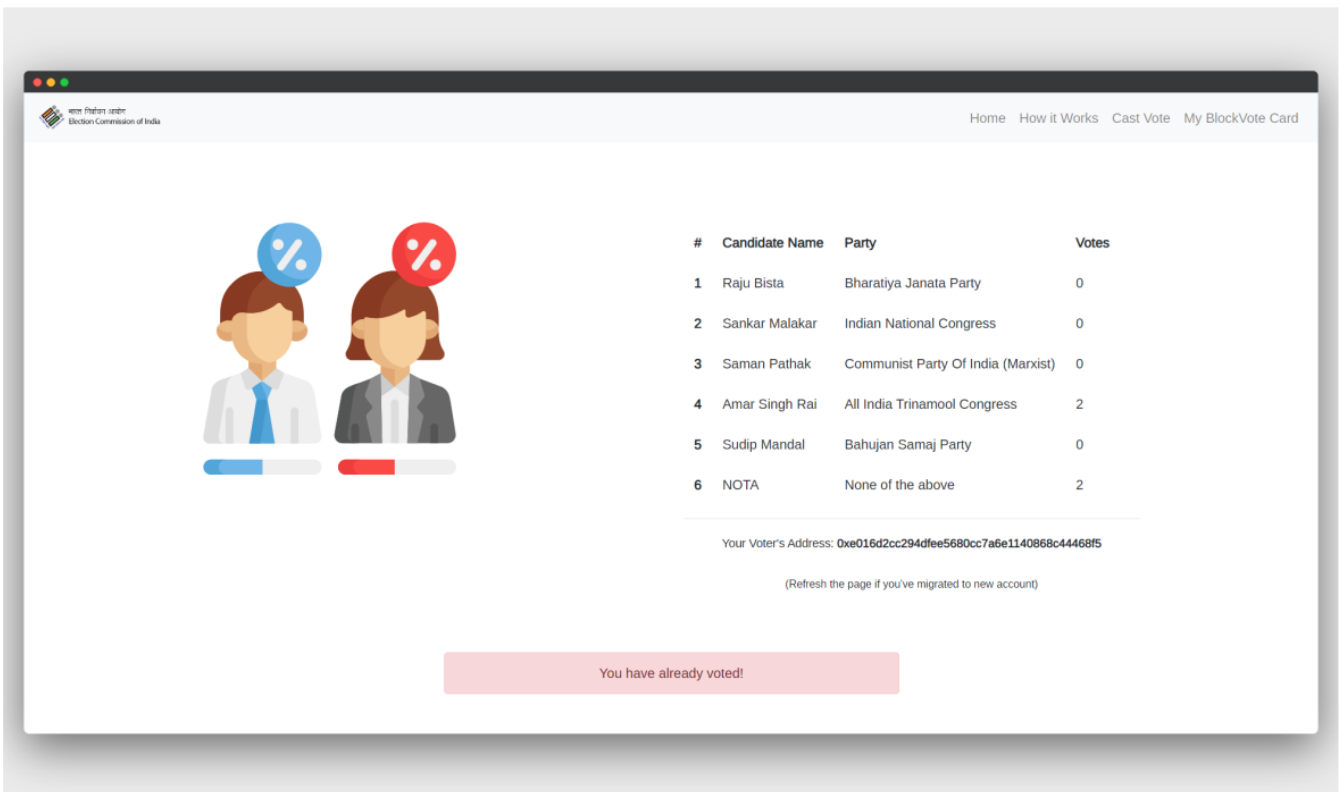 भारत निर्वाचन आयोग
Election Commission of India
Home How it Works Cast Vote My BlockVote Card
# Candidate Name Party Votes
1 Raju Bista Bharatiya Janata Party 0
2 Sankar Malakar Indian National Congress 0
3 Saman Pathak Communist Party Of India (Marxist) 0
4 Amar Singh Rai All India Trinamool Congress 2
5 Sudip Mandal Bahujan Samaj Party 0
6 NOTA None of the above 2
Your Voter's Address: 0xe016d2cc294dfee5680cc7a6e1140868c44468f5
(Refresh the page if you've migrated to new account)
You have already voted!